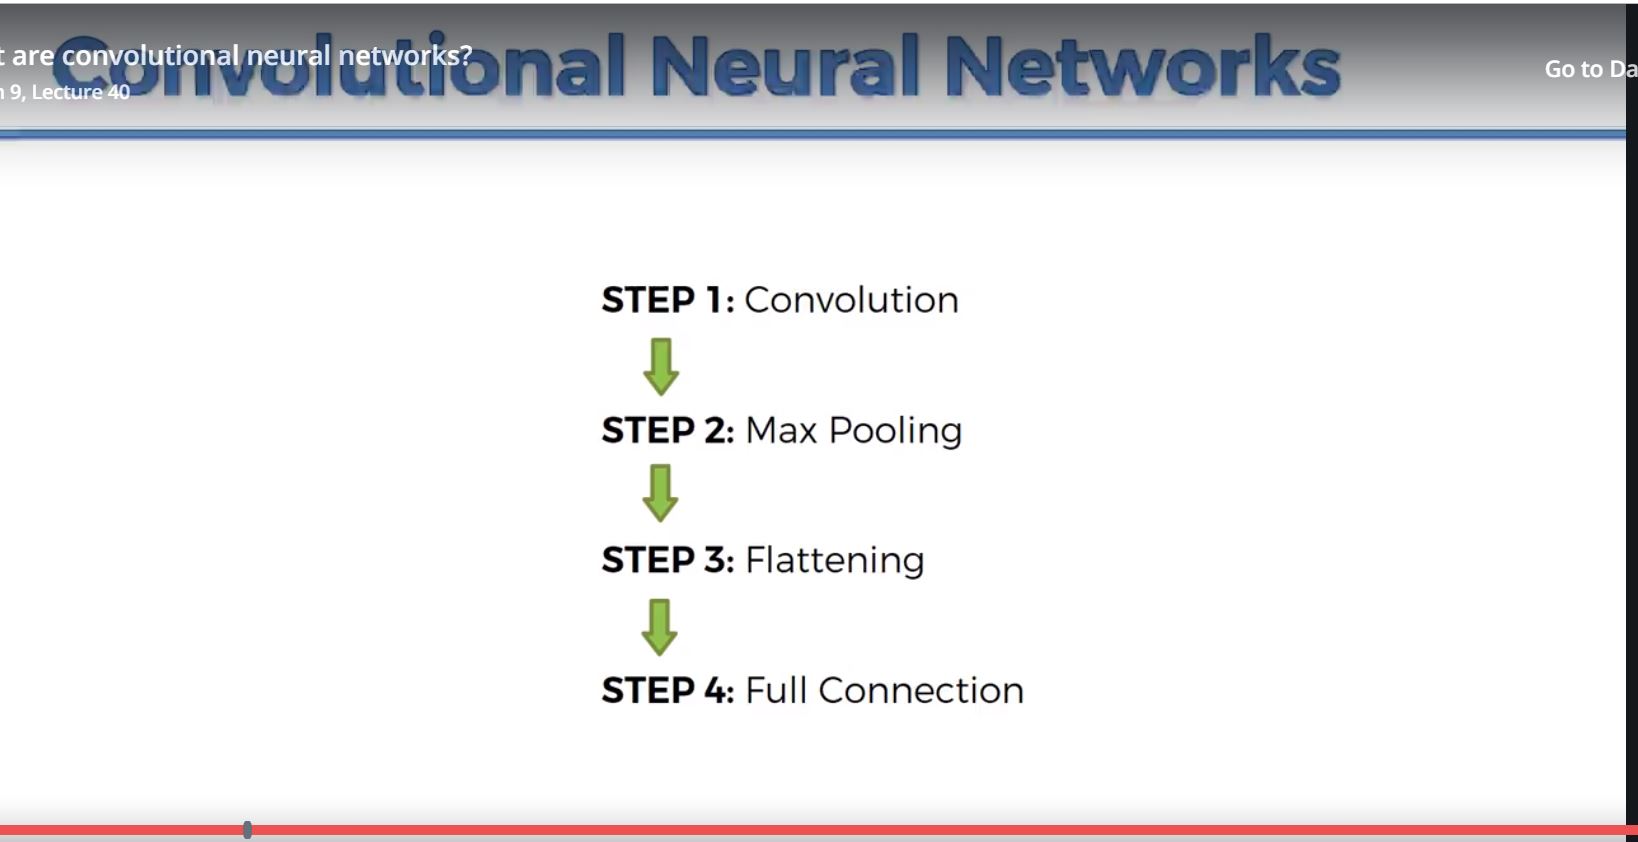 Convolutional Neural Networks
t are convolutional neural networks?
n 9, Lecture 40
Go to Da
STEP 1: Convolution
STEP 2: Max Pooling
STEP 3: Flattening
STEP 4: Full Connection